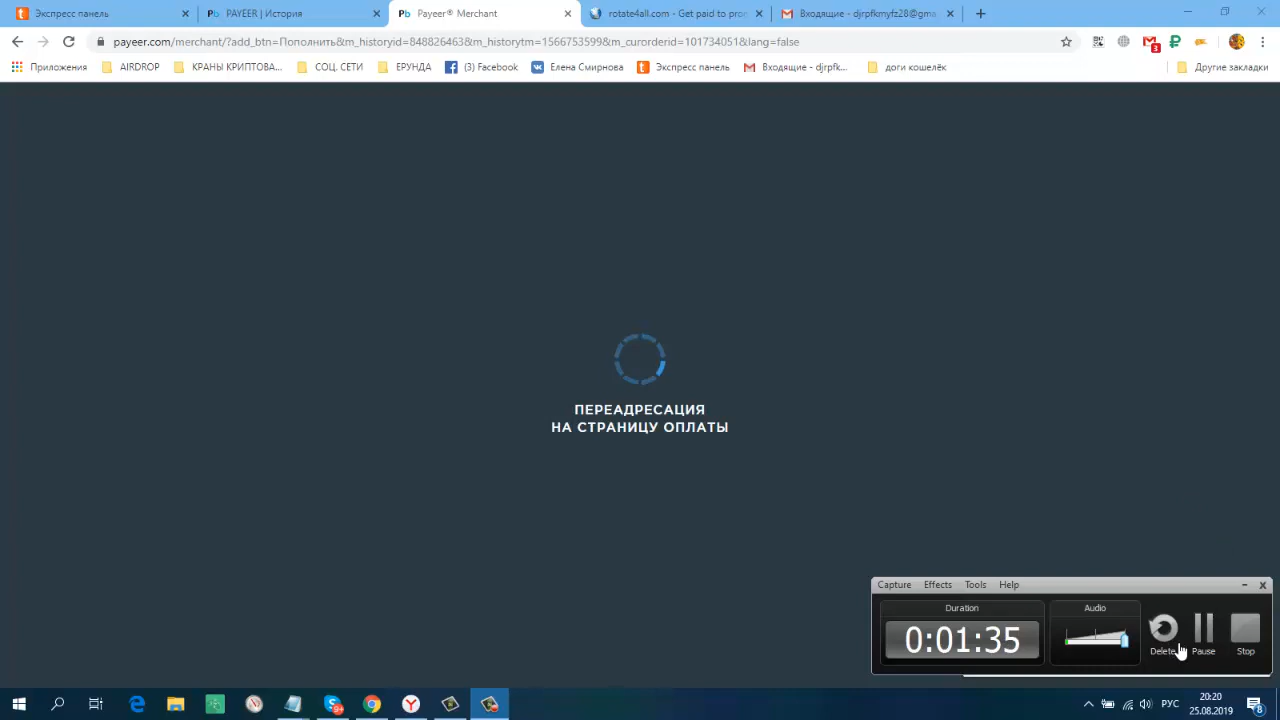 Экспресс панель
PAYEER | История
Payeer® Merchant
rotate4all.com - Get paid to pro
Входящие - djrpfkmyfz28@gma
payeer.com/merchant/?add_btn=Пополнить&m_historyid=848826463&m_historytm=1566753599&m_curorderid=101734051&lang=false
3
Приложения
AIRDROP
КРАНЫ КРИПТОВА...
СОЦ. СЕТИ
ЕРУНДА
(3) Facebook
Елена Смирнова
Экспресс панель
Входящие - djrpfk...
доги кошелёк
Другие закладки
ПЕРЕАДРЕСАЦИЯ
НА СТРАНИЦУ ОПЛАТЫ
Capture Effects Tools Help
Duration
Audio
0:01:35
Delete
Pause
Stop
РУС
20:20
25.08.2019
8